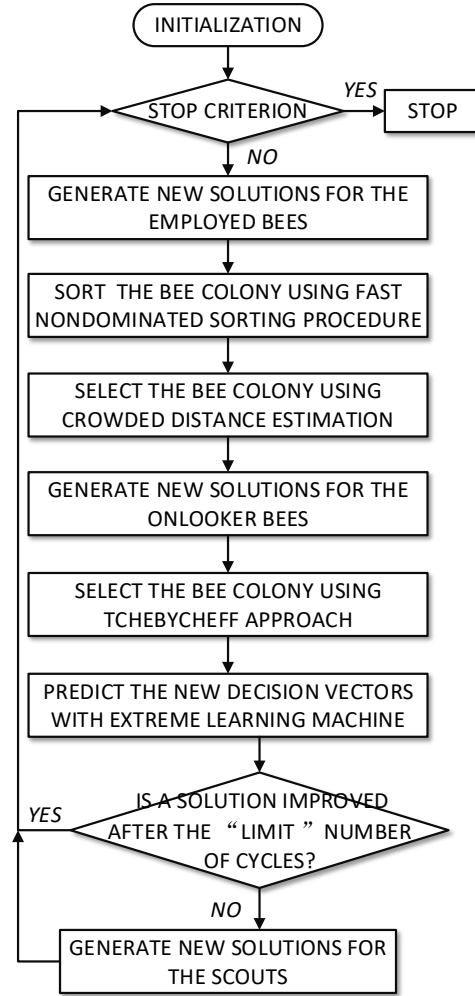 INITIALIZATION
STOP CRITERION
YES
STOP
NO
GENERATE NEW SOLUTIONS FOR THE
EMPLOYED BEES
SORT THE BEE COLONY USING FAST
NONDOMINATED SORTING PROCEDURE
SELECT THE BEE COLONY USING
CROWDED DISTANCE ESTIMATION
GENERATE NEW SOLUTIONS FOR THE
ONLOOKER BEES
SELECT THE BEE COLONY USING
TCHEBYCHEFF APPROACH
PREDICT THE NEW DECISION VECTORS
WITH EXTREME LEARNING MACHINE
IS A SOLUTION IMPROVED
AFTER THE “LIMIT” NUMBER
OF CYCLES?
YES
NO
GENERATE NEW SOLUTIONS FOR
THE SCOUTS